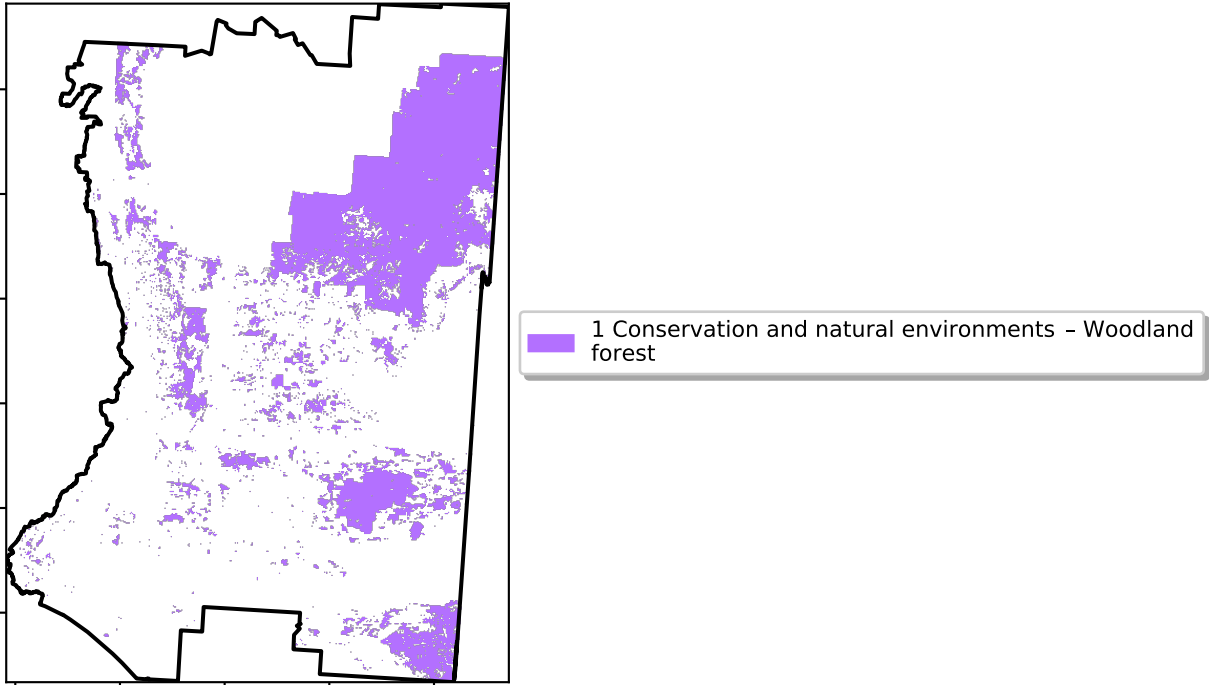 1 Conservation and natural environments – Woodland
forest